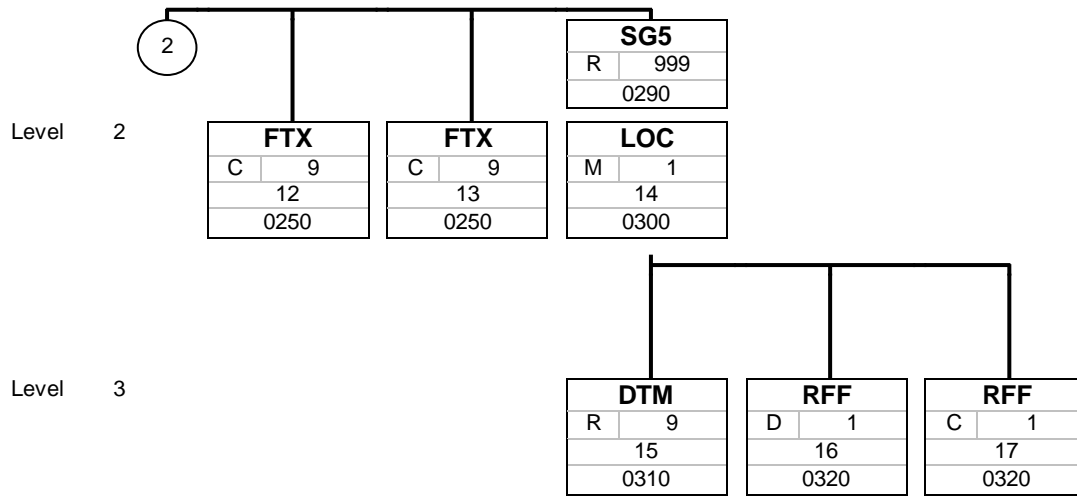 2
SG5
R 999
0290
Level 2
FTX FTX LOC
C 9 C 9 M 1
12 13 14
0250 0250 0300
Level 3
DTM RFF RFF
R 9 D 1 C 1
15 16 17
0310 0320 0320